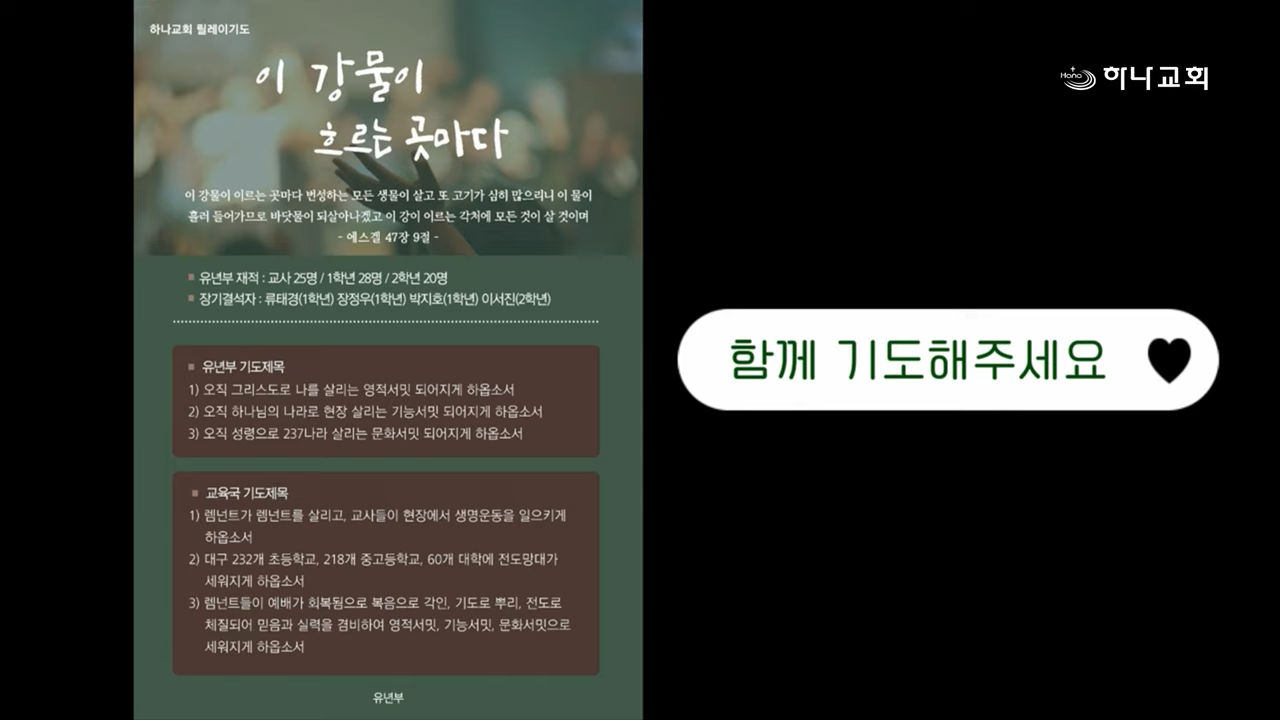 하나교회 릴레이기도
이 강물이
흐르는 곳마다
이 강물이 이르는 곳마다 번성하는 모든 생물이 살고 또 고기가 심히 많으리니 이 물이
흘러 들어가므로 바닷물이 되살아나겠고 이 강이 이르는 각처에 모든 것이 살 것이며
- 에스겔 47장 9절 -
유년부 재적 : 교사 25명 / 1학년 28명 / 2학년 20명
장기결석자 : 류태경(1학년) 장정우(1학년) 박지호(1학년) 이서진(2학년)
유년부 기도제목
1) 오직 그리스도로 나를 살리는 영적서밋 되어지게 하옵소서
2) 오직 하나님의 나라로 현장 살리는 기능서밋 되어지게 하옵소서
3) 오직 성령으로 237나라 살리는 문화서밋 되어지게 하옵소서
교육국 기도제목
1) 렘넌트가 렘넌트를 살리고, 교사들이 현장에서 생명운동을 일으키게
하옵소서
2) 대구 232개 초등학교, 218개 중고등학교, 60개 대학에 전도망대가
세워지게 하옵소서
3) 렘넌트들이 예배가 회복됨으로 복음으로 각인, 기도로 뿌리, 전도로
체질되어 믿음과 실력을 겸비하여 영적서밋, 기능서밋, 문화서밋으로
세워지게 하옵소서
유년부
Hana 하나교회
함께 기도해주세요